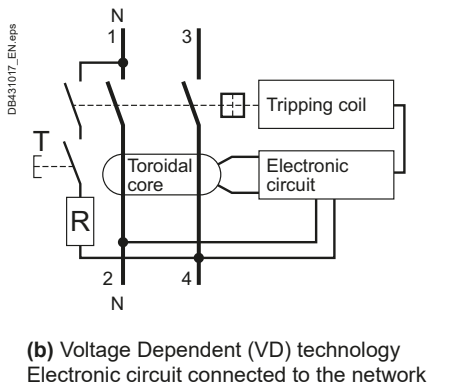 DB431017_EN.eps
N
1
3
Tripping coil
T
Toroidal
core
Electronic
circuit
R
2
4
N
(b) Voltage Dependent (VD) technology
Electronic circuit connected to the network